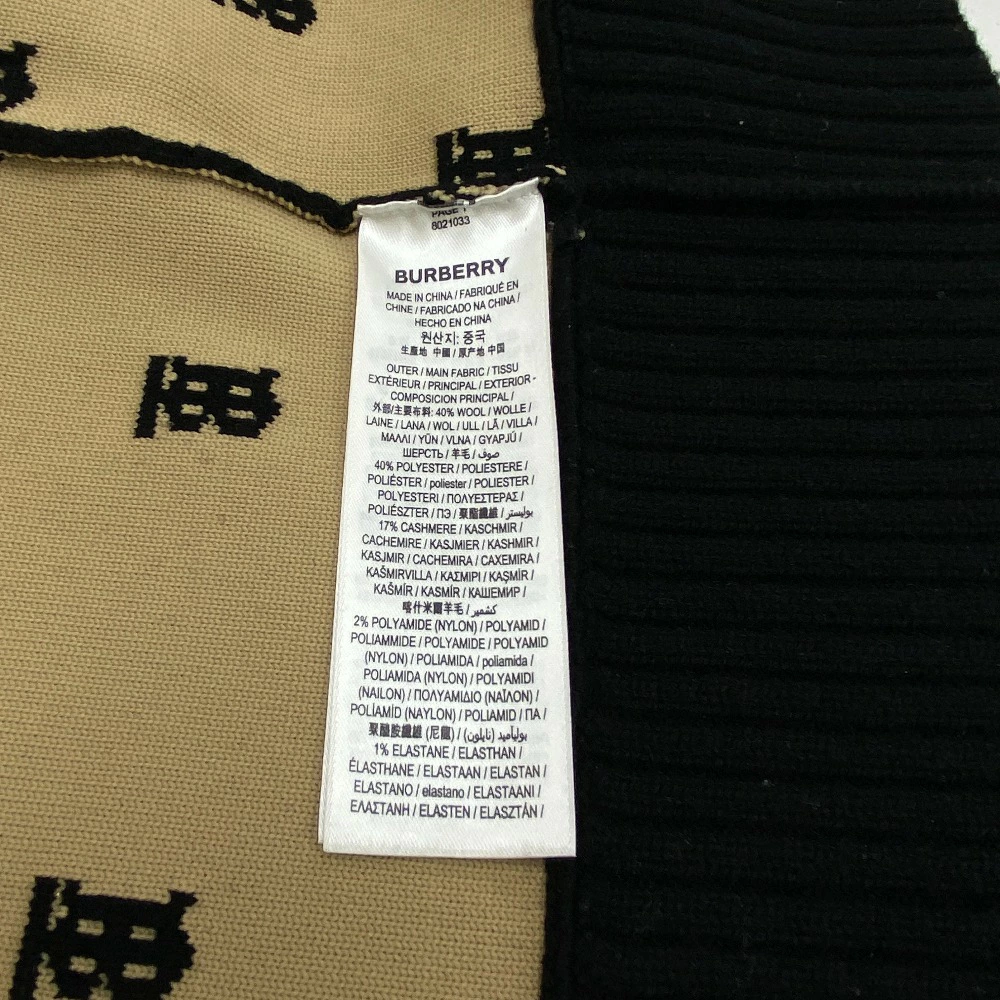 PAGE 1
8021033
BURBERRY
MADE IN CHINA / FABRIQUÉ EN
CHINE / FABRICADO NA CHINA /
HECHO EN CHINA
원산지: 중국
生產地 中國 / 原产地 中国
OUTER / MAIN FABRIC / TISSU
EXTÉRIEUR / PRINCIPAL / EXTERIOR -
COMPOSICIÓN PRINCIPAL /
外部/主要布料: 40% WOOL / WOLLE /
LAINE / LANA / WOL / ULL / LÃ / VILLA /
ΜΑΛΛΙ / YÜN / VLNA / GYAPJÚ /
ШЕРСТЬ / 羊毛 / صوف
40% POLYESTER / POLIESTERE /
POLIÉSTER / poliester / POLIESTER /
POLYESTERI / ΠΟΛΥΕΣΤΕΡΑΣ /
POLIÉSZTER / ПЭ / 聚酯纖維 / بوليستر
17% CASHMERE / KASCHMIR /
CACHEMIRE / KASJMIER / KASHMIR /
KASJMIR / CACHEMIRA / CAXEMIRA /
KAŠMIRVILLA / ΚΑΣΜΙΡΙ / KAŞMİR /
KAŠMÍR / KASMÍR / КАШЕМИР /
喀什米爾羊毛 / كشمير
2% POLYAMIDE (NYLON) / POLYAMID /
POLIAMMIDE / POLYAMIDE / POLYAMID
(NYLON) / POLIAMIDA / poliamida /
POLIAMIDA (NYLON) / POLYAMIDI
(NAILON) / ΠΟΛΥΑΜΙΔΙΟ (ΝΑΪΛΟΝ) /
POLÍAMİD (NAYLON) / POLIAMID / ПА /
聚醯胺纖維 (尼龍) / بوليأميد (نايلون)
1% ELASTANE / ELASTHAN /
ÉLASTHANE / ELASTAAN / ELASTAN /
ELASTANO / elastano / ELASTAANI /
ΕΛΑΣΤΑΝΗ / ELASTEN / ELASZTÁN /